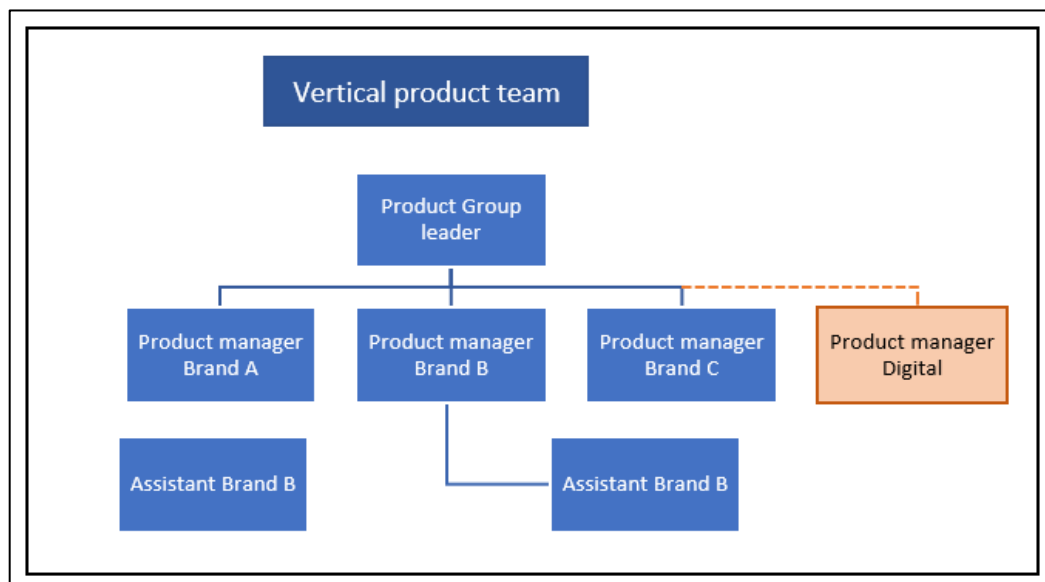 Vertical product team
Product Group
leader
Product manager
Brand A
Product manager
Brand B
Product manager
Brand C
Product manager
Digital
Assistant Brand B
Assistant Brand B